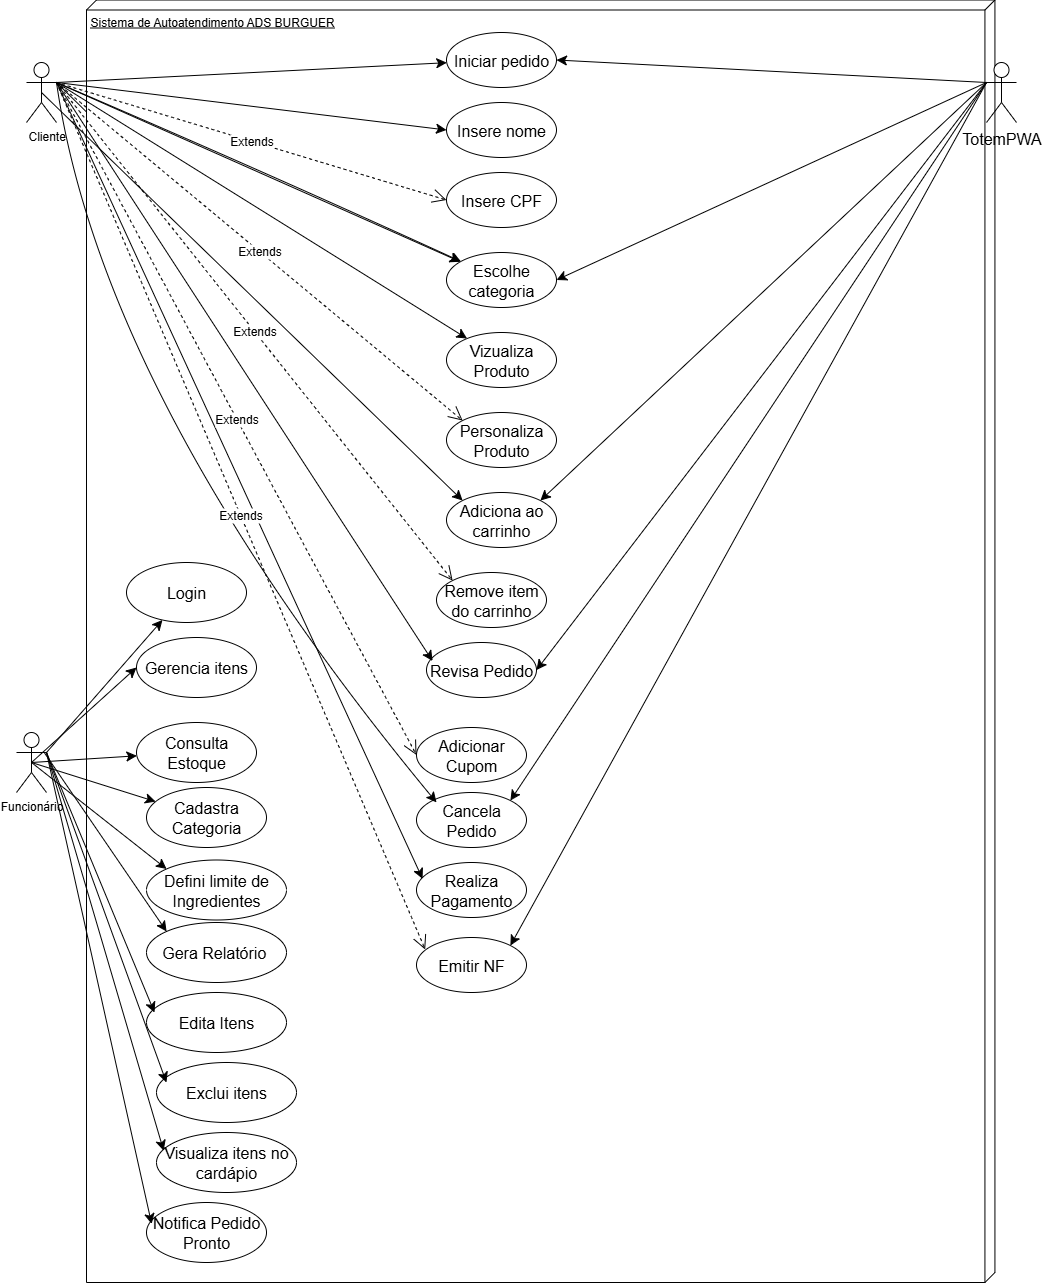 Sistema de Autoatendimento ADS BURGUER
Iniciar pedido
Cliente
TotemPWA
Insere nome
Extends
Insere CPF
Extends
Escolhe
categoria
Extends
Vizualiza
Produto
Extends
Personaliza
Produto
Extends
Adiciona ao
carrinho
Remove item
do carrinho
Revisa Pedido
Adicionar
Cupom
Cancela
Pedido
Realiza
Pagamento
Emitir NF
Login
Gerencia itens
Funcionário
Consulta
Estoque
Cadastra
Categoria
Defini limite de
Ingredientes
Gera Relatório
Edita Itens
Exclui itens
Visualiza itens no
cardápio
Notifica Pedido
Pronto